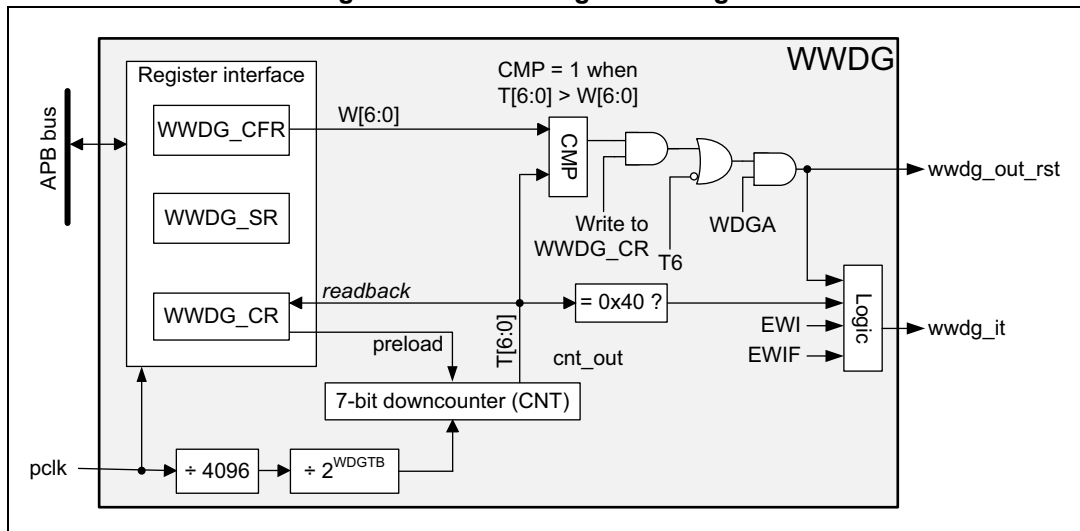 WWDG
Register interface
CMP = 1 when
T[6:0] > W[6:0]
APB bus
WWDG_CFR
W[6:0]
CMP
wwdg_out_rst
WWDG_SR
Write to
WWDG_CR
T6
WDGA
readback
= 0x40 ?
Logic
WWDG_CR
preload
T[6:0]
cnt_out
EWI
EWIF
wwdg_it
7-bit downcounter (CNT)
pclk
÷ 4096
÷ 2^WDGTB